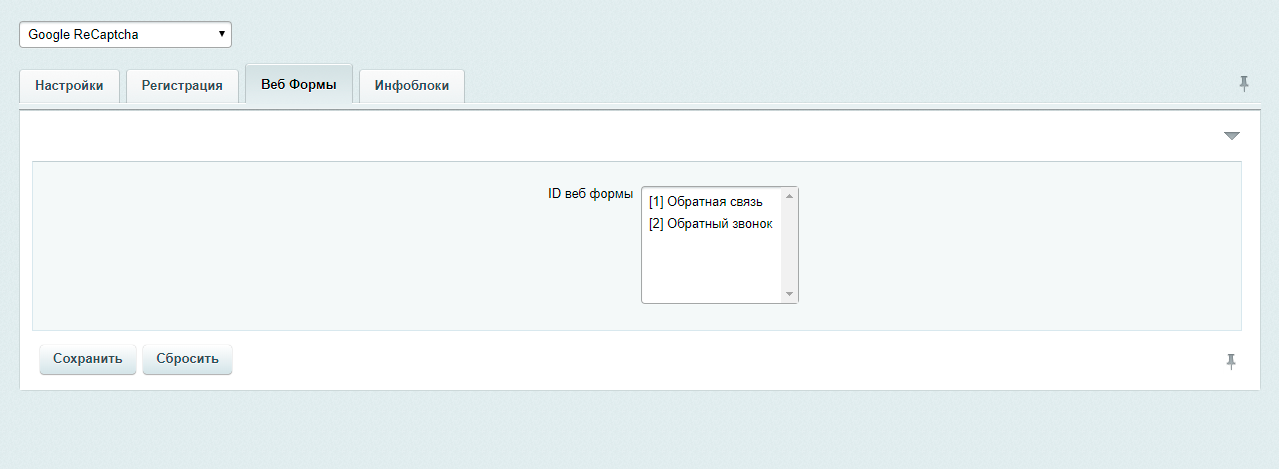 Google ReCaptcha
Настройки Регистрация Веб Формы Инфоблоки
ID веб формы
[1] Обратная связь
[2] Обратный звонок
Сохранить Сбросить